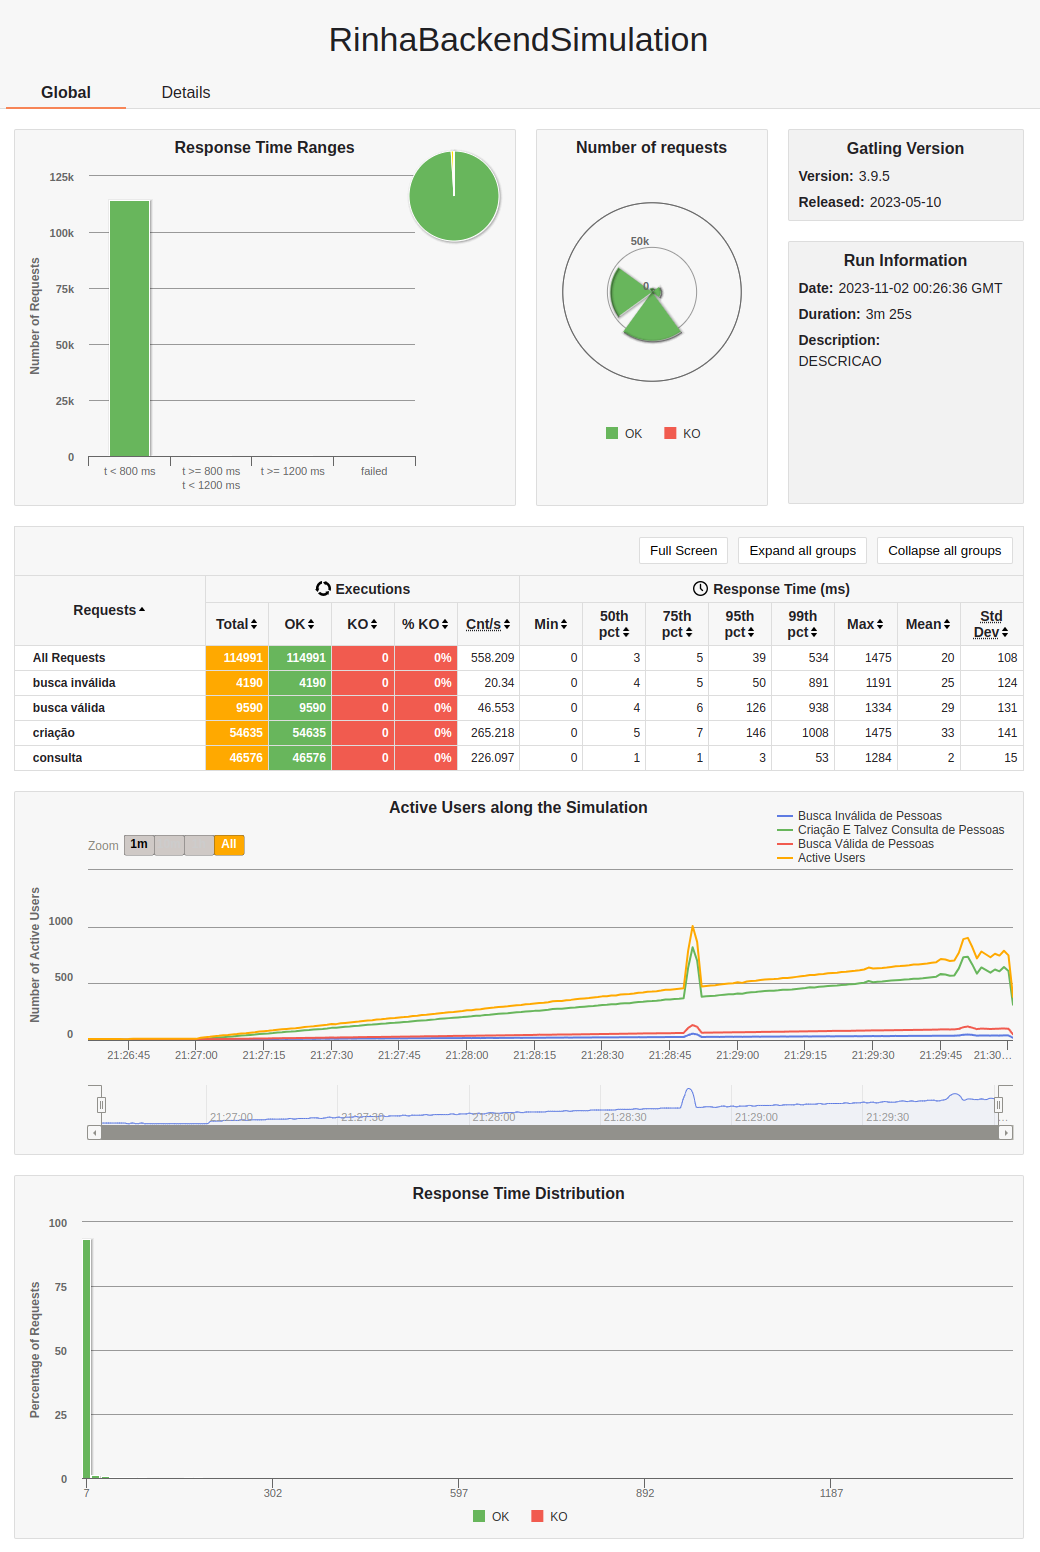 RinhaBackendSimulation
Global
Details
Response Time Ranges
125k
100k
75k
50k
25k
0
Number of Requests
t < 800 ms
t >= 800 ms
t < 1200 ms
t >= 1200 ms
failed
Number of requests
50k
0
OK
KO
Gatling Version
Version: 3.9.5
Released: 2023-05-10
Run Information
Date: 2023-11-02 00:26:36 GMT
Duration: 3m 25s
Description:
DESCRICAO
Full Screen
Expand all groups
Collapse all groups
Requests
Executions
Response Time (ms)
Total OK KO % KO Cnt/s Min 50th pct 75th pct 95th pct 99th pct Max Mean Std Dev
All Requests 114991 114991 0 0% 558.209 0 3 5 39 534 1475 20 108
busca inválida 4190 4190 0 0% 20.34 0 4 5 50 891 1191 25 124
busca válida 9590 9590 0 0% 46.553 0 4 6 126 938 1334 29 131
criação 54635 54635 0 0% 265.218 0 5 7 146 1008 1475 33 141
consulta 46576 46576 0 0% 226.097 0 1 1 3 53 1284 2 15
Active Users along the Simulation
Zoom 1m All
Busca Inválida de Pessoas
Criação E Talvez Consulta de Pessoas
Busca Válida de Pessoas
Active Users
Number of Active Users
1000
500
0
21:26:45 21:27:00 21:27:15 21:27:30 21:27:45 21:28:00 21:28:15 21:28:30 21:28:45 21:29:00 21:29:15 21:29:30 21:29:45 21:30…
21:27:00 21:27:30 21:28:00 21:28:30 21:29:00 21:29:30 …
Response Time Distribution
100
75
50
25
0
Percentage of Requests
7 302 597 892 1187
OK
KO